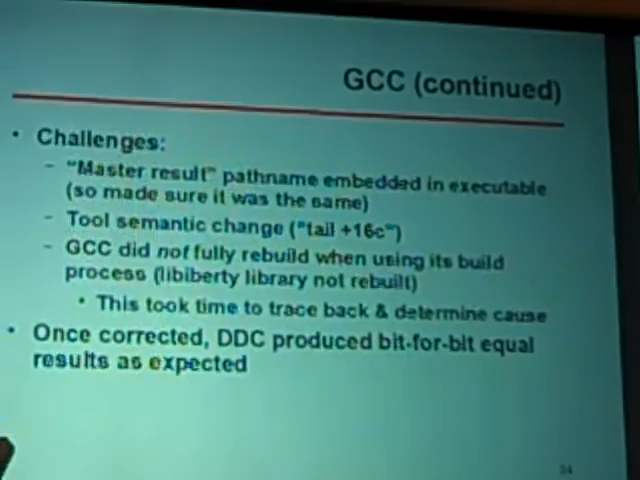 GCC (continued)
• Challenges:
– "Master result" pathname embedded in executable
(so made sure it was the same)
– Tool semantic change ("tail +16c")
– GCC did not fully rebuild when using its build
process (libiberty library not rebuilt)
• This took time to trace back & determine cause
• Once corrected, DDC produced bit-for-bit equal
results as expected
34